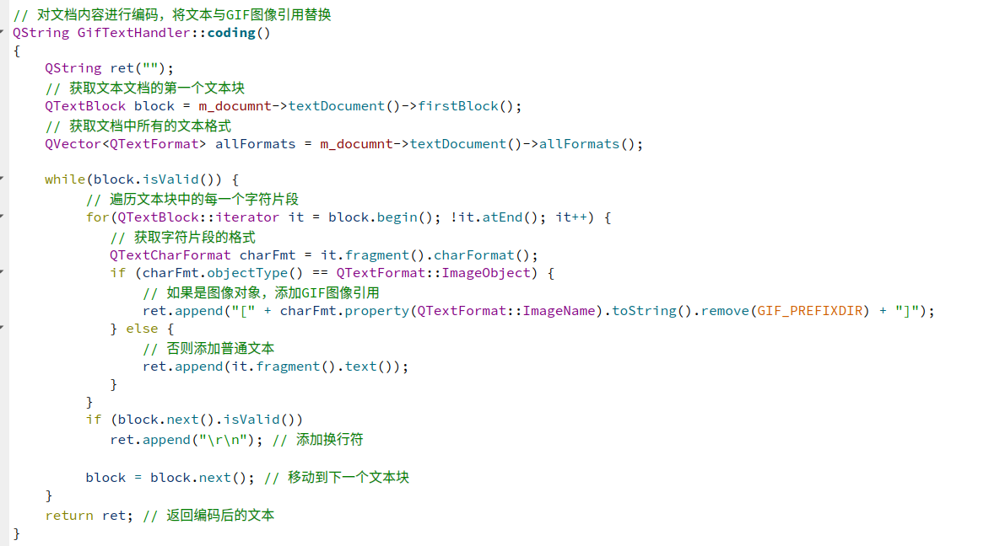 // 对文档内容进行编码，将文本与GIF图像引用替换
QString GifTextHandler::coding()
{
    QString ret("");
    // 获取文本文档的第一个文本块
    QTextBlock block = m_documnt->textDocument()->firstBlock();
    // 获取文档中所有的文本格式
    QVector<QTextFormat> allFormats = m_documnt->textDocument()->allFormats();

    while(block.isValid()) {
         // 遍历文本块中的每一个字符片段
         for(QTextBlock::iterator it = block.begin(); !it.atEnd(); it++) {
            // 获取字符片段的格式
            QTextCharFormat charFmt = it.fragment().charFormat();
            if (charFmt.objectType() == QTextFormat::ImageObject) {
                // 如果是图像对象，添加GIF图像引用
                ret.append("[" + charFmt.property(QTextFormat::ImageName).toString().remove(GIF_PREFIXDIR) + "]");
            } else {
                // 否则添加普通文本
                ret.append(it.fragment().text());
            }
         }
         if (block.next().isValid())
            ret.append("\r\n"); // 添加换行符

         block = block.next(); // 移动到下一个文本块
    }
    return ret; // 返回编码后的文本
}